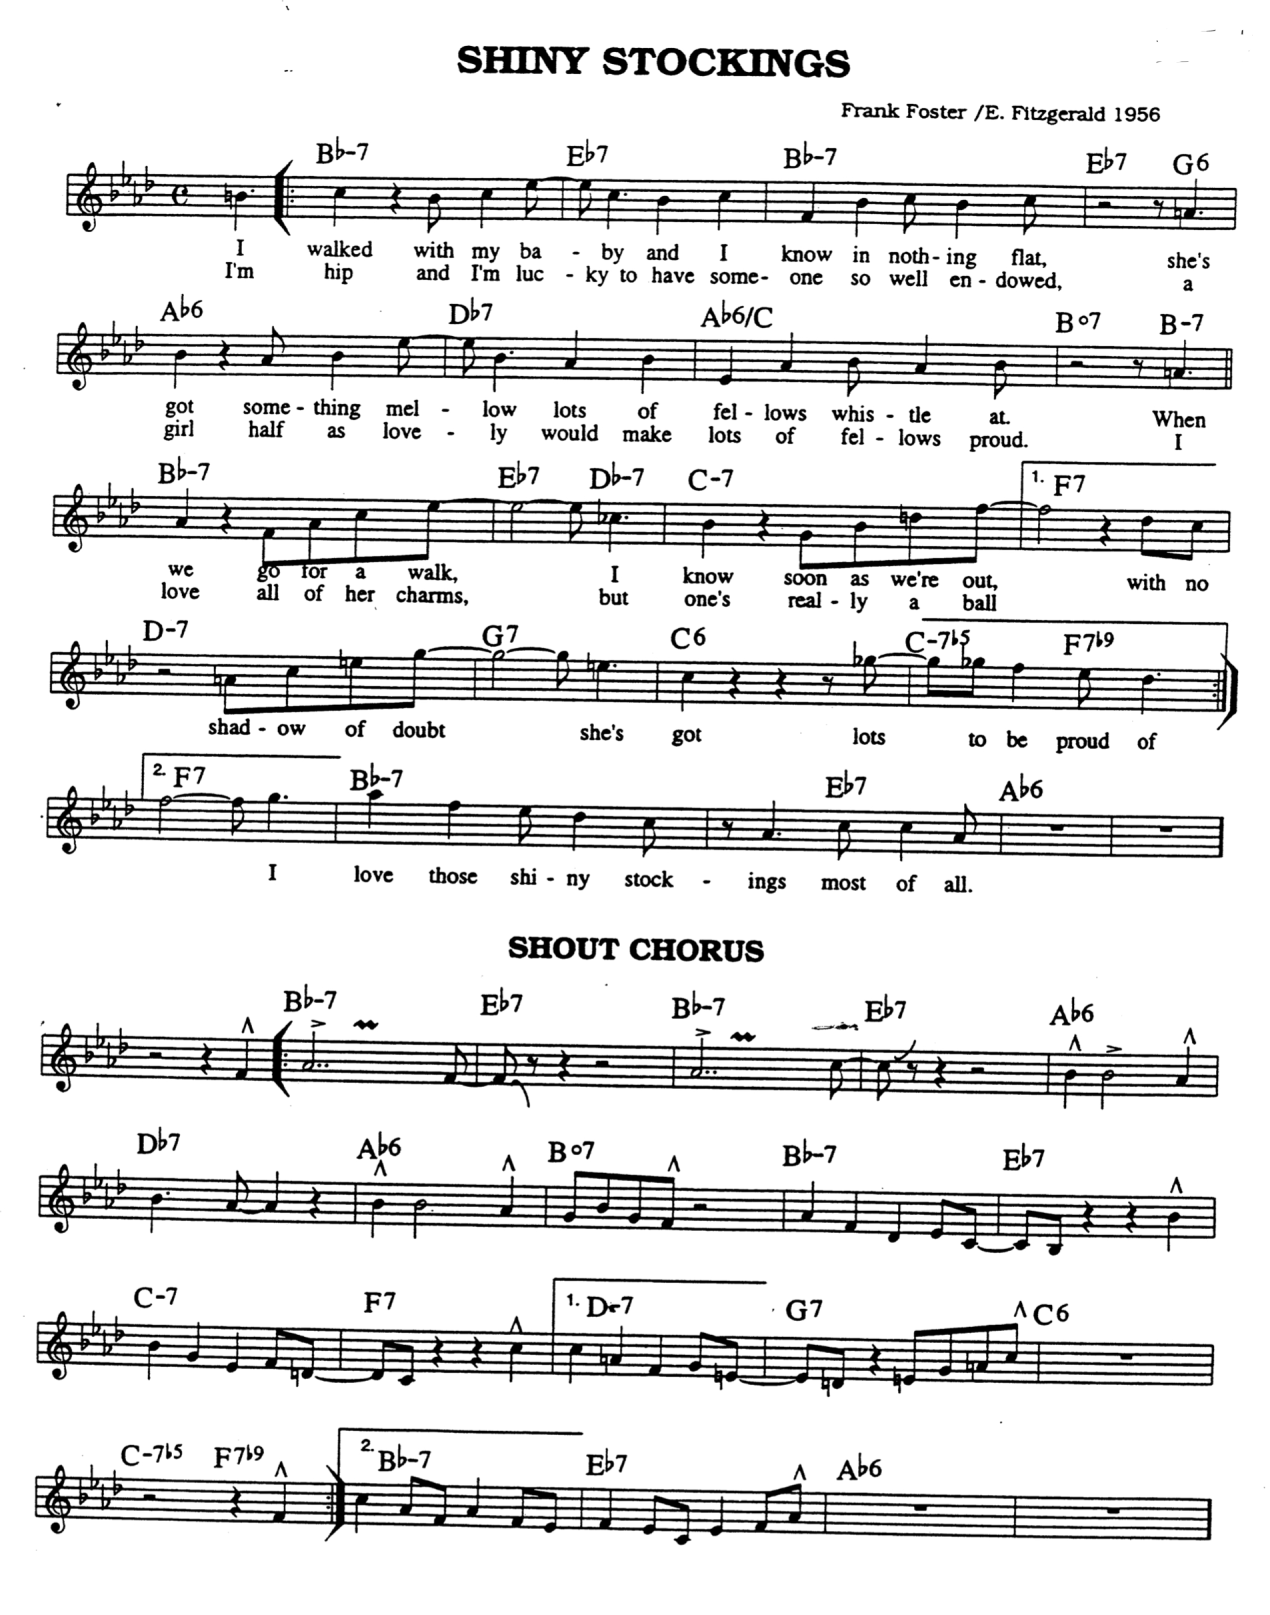 SHINY STOCKINGS
Frank Foster /E. Fitzgerald 1956
B♭-7 E♭7 B♭-7 E♭7 G6
I walked with my ba - by and I know in noth- ing flat, she's
I'm hip and I'm luc - ky to have some- one so well en - dowed, a
A♭6 D♭7 A♭6/C B°7 B-7
got some - thing mel - low lots of fel - lows whis - tle at. When
girl half as love - ly would make lots of fel - lows proud. I
B♭-7 E♭7 D♭-7 C-7 1. F7
we go for a walk, I know soon as we're out, with no
love all of her charms, but one's real - ly a ball
D-7 G7 C6 C-7♭5 F7♭9
shad - ow of doubt she's got lots to be proud of
2. F7 B♭-7 E♭7 A♭6
I love those shi - ny stock - ings most of all.
SHOUT CHORUS
B♭-7 E♭7 B♭-7 E♭7 A♭6
D♭7 A♭6 B°7 B♭-7 E♭7
C-7 F7 1. D-7 G7 C6
C-7♭5 F7♭9 2. B♭-7 E♭7 A♭6